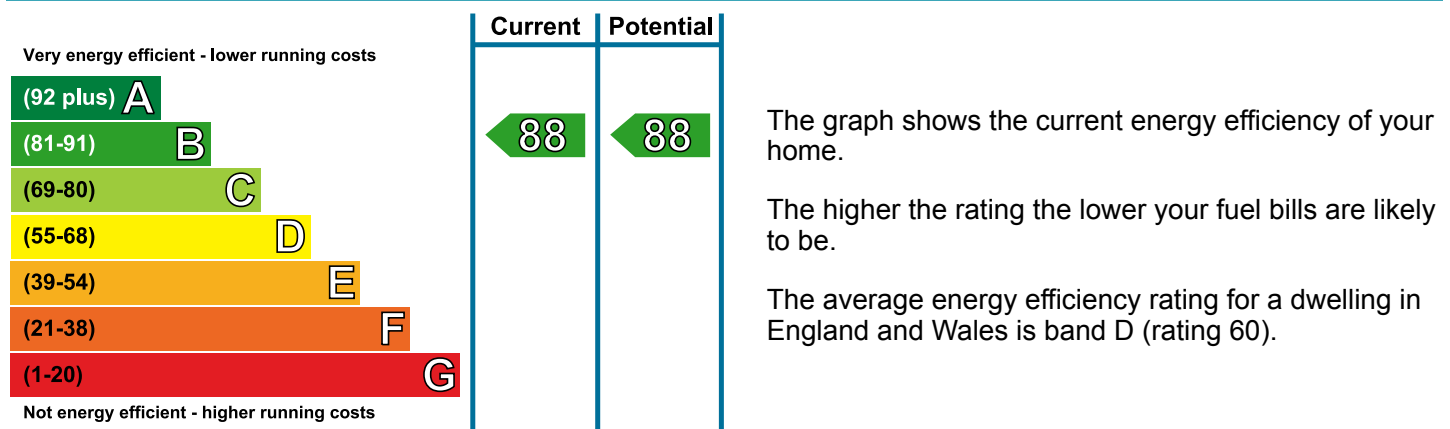 Current Potential
Very energy efficient - lower running costs
(92 plus) A
(81-91) B
88 88
(69-80) C
(55-68) D
(39-54) E
(21-38) F
(1-20) G
Not energy efficient - higher running costs
The graph shows the current energy efficiency of your
home.
The higher the rating the lower your fuel bills are likely
to be.
The average energy efficiency rating for a dwelling in
England and Wales is band D (rating 60).